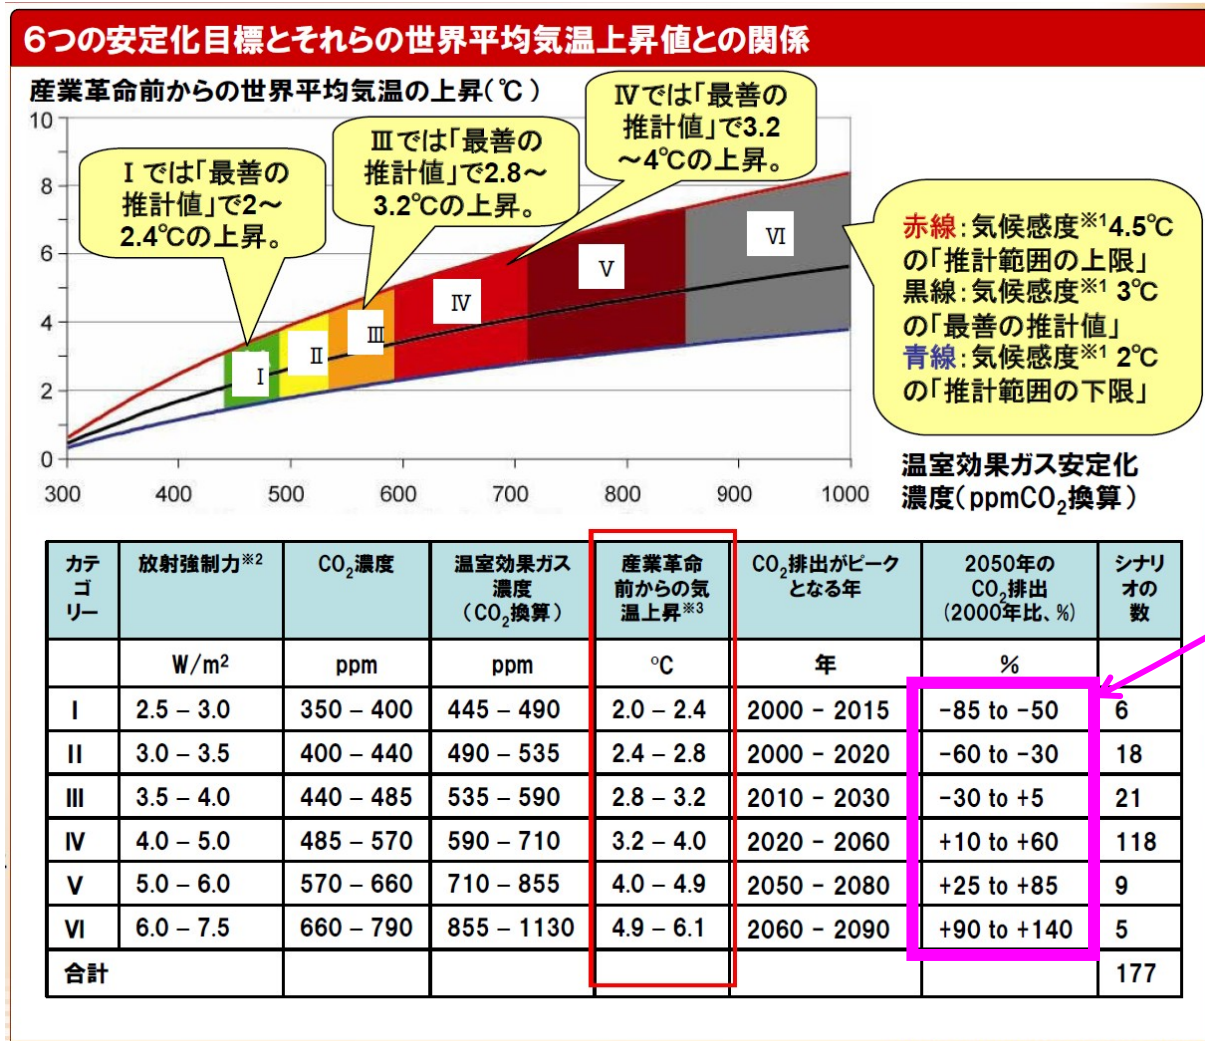 6つの安定化目標とそれらの世界平均気温上昇値との関係
産業革命前からの世界平均気温の上昇(℃)
Ⅰでは「最善の
推計値」で2～
2.4℃の上昇。
Ⅲでは「最善の
推計値」で2.8～
3.2℃の上昇。
Ⅳでは「最善の
推計値」で3.2
～4℃の上昇。
赤線:気候感度※1 4.5℃
の「推計範囲の上限」
黒線:気候感度※1 3℃
の「最善の推計値」
青線:気候感度※1 2℃
の「推計範囲の下限」
10
8
6
4
2
0
Ⅰ
Ⅱ
Ⅲ
Ⅳ
Ⅴ
Ⅵ
300 400 500 600 700 800 900 1000
温室効果ガス安定化
濃度(ppmCO2換算)
カテ
ゴ
リー
放射強制力※2
CO2濃度
温室効果ガス
濃度
(CO2換算)
産業革命
前からの気
温上昇※3
CO2排出がピーク
となる年
2050年の
CO2排出
(2000年比、%)
シナリ
オの
数
W/m2 ppm ppm ℃ 年 %
I 2.5 – 3.0 350 – 400 445 – 490 2.0 – 2.4 2000 - 2015 -85 to -50 6
II 3.0 – 3.5 400 – 440 490 – 535 2.4 – 2.8 2000 - 2020 -60 to -30 18
III 3.5 – 4.0 440 – 485 535 – 590 2.8 – 3.2 2010 - 2030 -30 to +5 21
IV 4.0 – 5.0 485 – 570 590 – 710 3.2 – 4.0 2020 - 2060 +10 to +60 118
V 5.0 – 6.0 570 – 660 710 – 855 4.0 – 4.9 2050 - 2080 +25 to +85 9
VI 6.0 – 7.5 660 – 790 855 – 1130 4.9 – 6.1 2060 - 2090 +90 to +140 5
合計 177